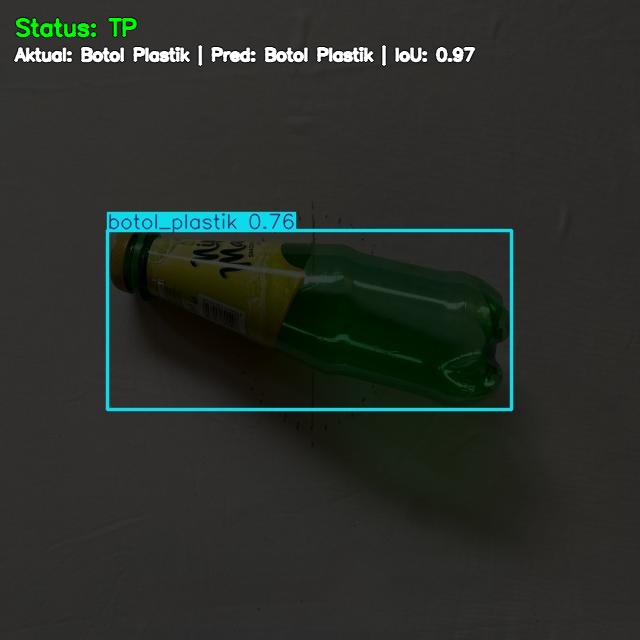 Status: TP
Aktual: Botol Plastik | Pred: Botol Plastik | IoU: 0.97
botol_plastik 0.76